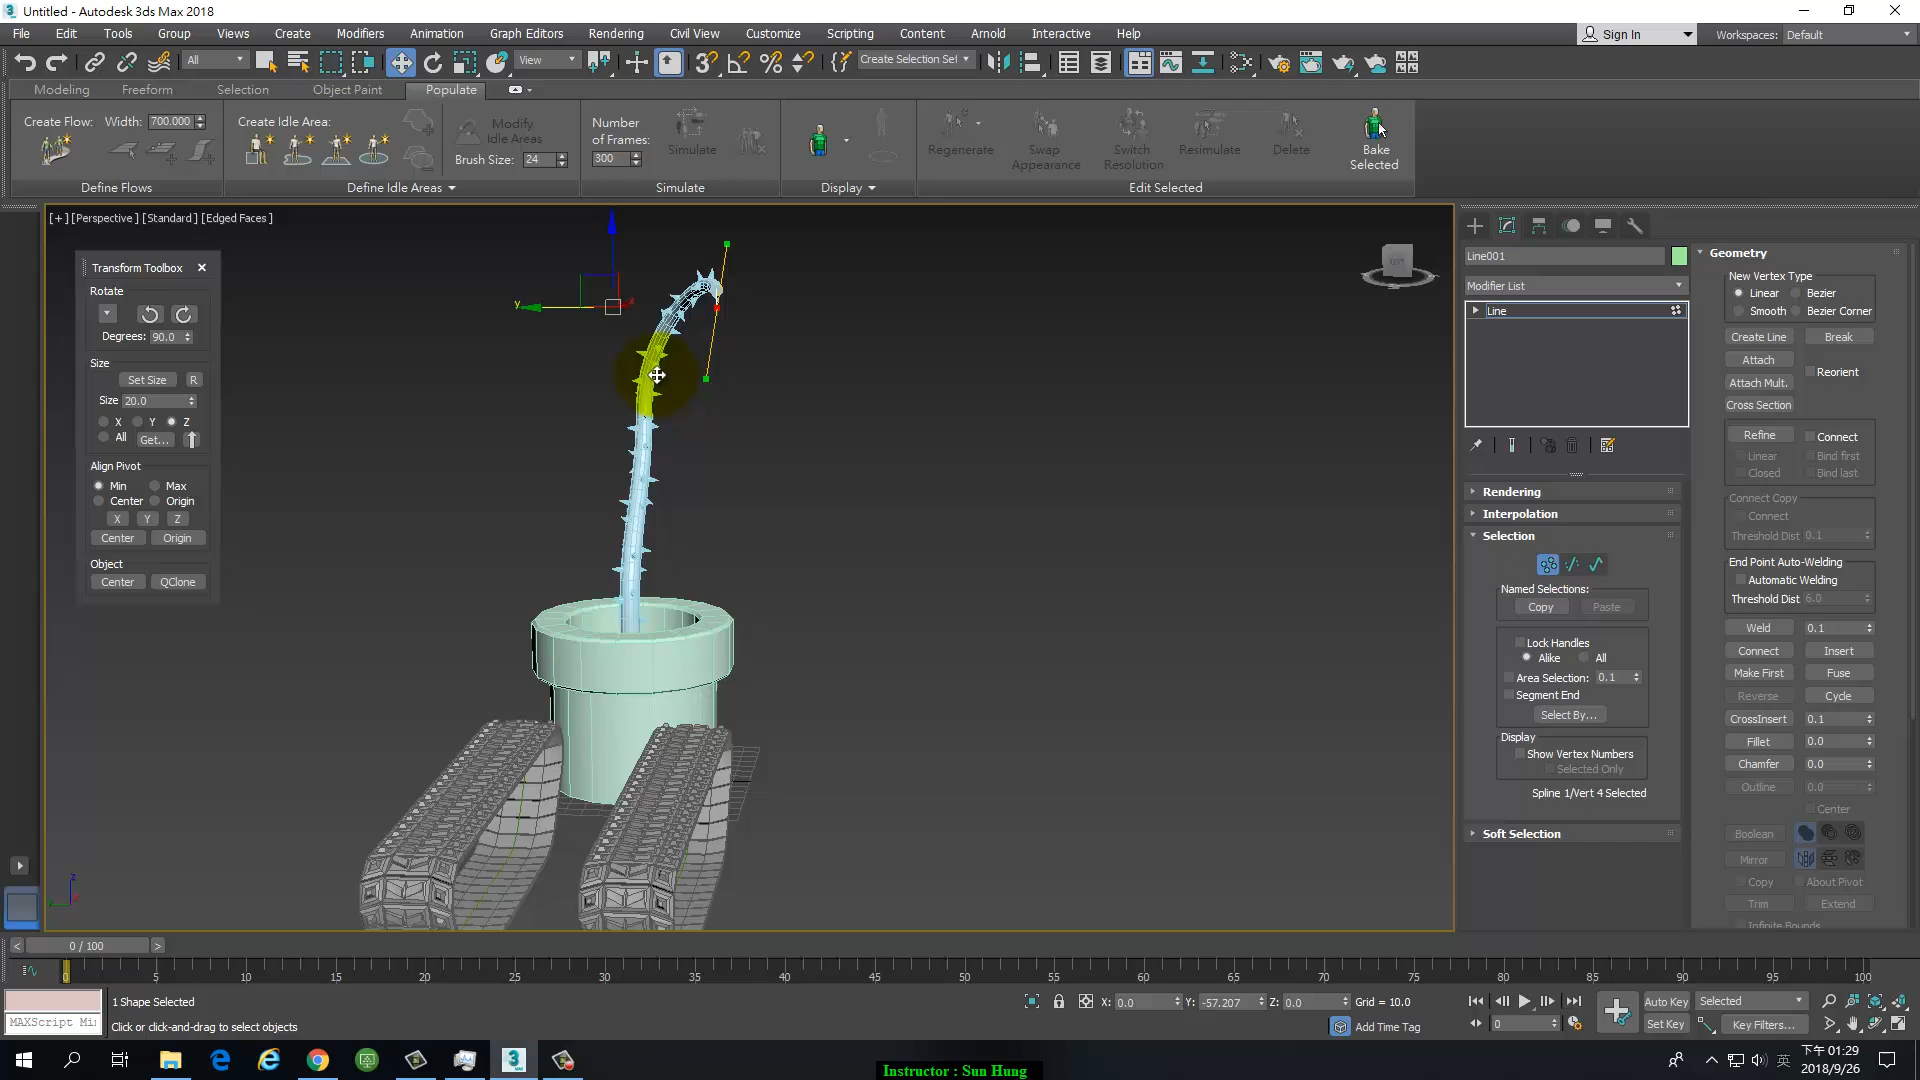 Untitled - Autodesk 3ds Max 2018
File Edit Tools Group Views Create Modifiers Animation Graph Editors Rendering Civil View Customize Scripting Content Arnold Interactive Help
Sign In Workspaces: Default
All View Create Selection Set
Modeling Freeform Selection Object Paint Populate
Create Flow: Width: 700.000
Create Idle Area:
Modify
Idle Areas
Brush Size: 24
Number
of Frames:
300
Simulate
Regenerate
Swap
Appearance
Switch
Resolution
Resimulate
Delete
Bake
Selected
Define Flows Define Idle Areas Simulate Display Edit Selected
[+] [Perspective] [Standard] [Edged Faces]
Transform Toolbox
Rotate
Degrees: 90.0
Size
Set Size R
Size 20.0
X Y Z
All Get...
Align Pivot
Min Max
Center Origin
X Y Z
Center Origin
Object
Center QClone
y
x
z
Line001
Modifier List
Line
Rendering
Interpolation
Selection
Named Selections:
Copy Paste
Lock Handles
Alike All
Area Selection: 0.1
Segment End
Select By...
Display
Show Vertex Numbers
Selected Only
Spline 1/Vert 4 Selected
Soft Selection
Geometry
New Vertex Type
Linear Bezier
Smooth Bezier Corner
Create Line Break
Attach
Attach Mult. Reorient
Cross Section
Refine Connect
Linear Bind first
Closed Bind last
Connect Copy
Connect
Threshold Dist 0.1
End Point Auto-Welding
Automatic Welding
Threshold Dist 6.0
Weld 0.1
Connect Insert
Make First Fuse
Reverse Cycle
CrossInsert 0.1
Fillet 0.0
Chamfer 0.0
Outline 0.0
Center
Boolean
Mirror
Copy About Pivot
Trim Extend
Infinite Bounds
< 0 / 100 >
0 5 10 15 20 25 30 35 40 45 50 55 60 65 70 75 80 85 90 95 100
1 Shape Selected
X: 0.0 Y: -57.207 Z: 0.0 Grid = 10.0
Auto Key Selected
MAXScript Mi
Click or click-and-drag to select objects
Add Time Tag
0
Set Key Key Filters...
英
下午 01:29
2018/9/26
Instructor : Sun Hung